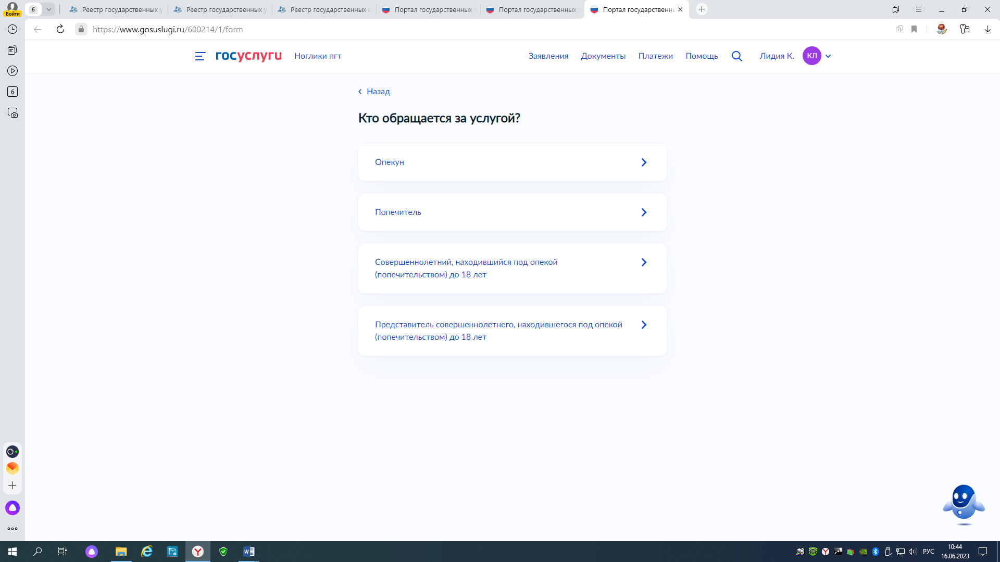 Войти
6
Реестр государственных у
Реестр государственных у
Реестр государственных и
Портал государственных у
Портал государственных у
Портал государственнь
https://www.gosuslugi.ru/600214/1/form
госуслуги
Ноглики пгт
Заявления
Документы
Платежи
Помощь
Лидия К.
КЛ
6
Назад
Кто обращается за услугой?
Опекун
Попечитель
Совершеннолетний, находившийся под опекой
(попечительством) до 18 лет
Представитель совершеннолетнего, находившегося под опекой
(попечительством) до 18 лет
РУС
10:44
16.06.2023